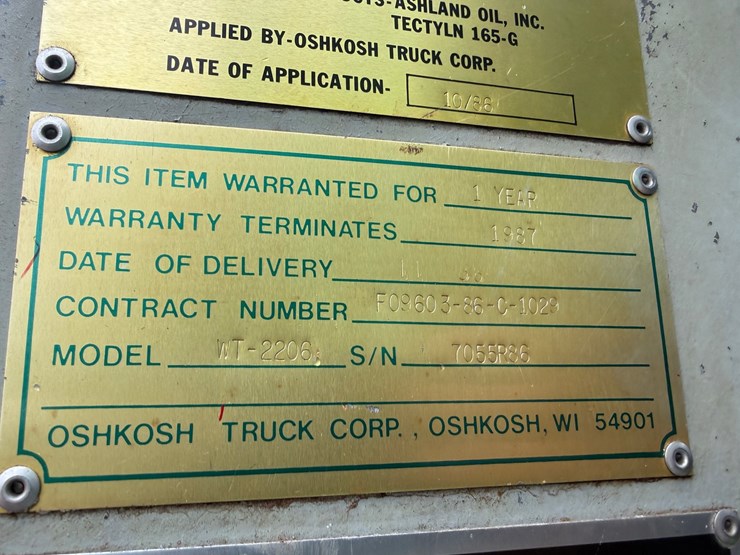 -ASHLAND OIL, INC.
TECTYLN 165-G
APPLIED BY-OSHKOSH TRUCK CORP.
DATE OF APPLICATION- 10/86
THIS ITEM WARRANTED FOR 1 YEAR
WARRANTY TERMINATES 1987
DATE OF DELIVERY
CONTRACT NUMBER F09603-86-C-1029
MODEL WT-2206 S/N 7055R86
OSHKOSH TRUCK CORP., OSHKOSH, WI 54901